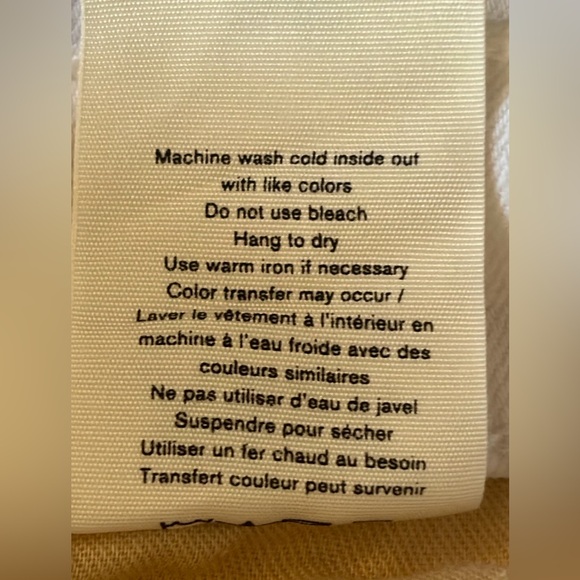 Machine wash cold inside out
with like colors
Do not use bleach
Hang to dry
Use warm iron if necessary
Color transfer may occur /
Laver le vêtement à l'intérieur en
machine à l'eau froide avec des
couleurs similaires
Ne pas utiliser d'eau de javel
Suspendre pour sécher
Utiliser un fer chaud au besoin
Transfert couleur peut survenir